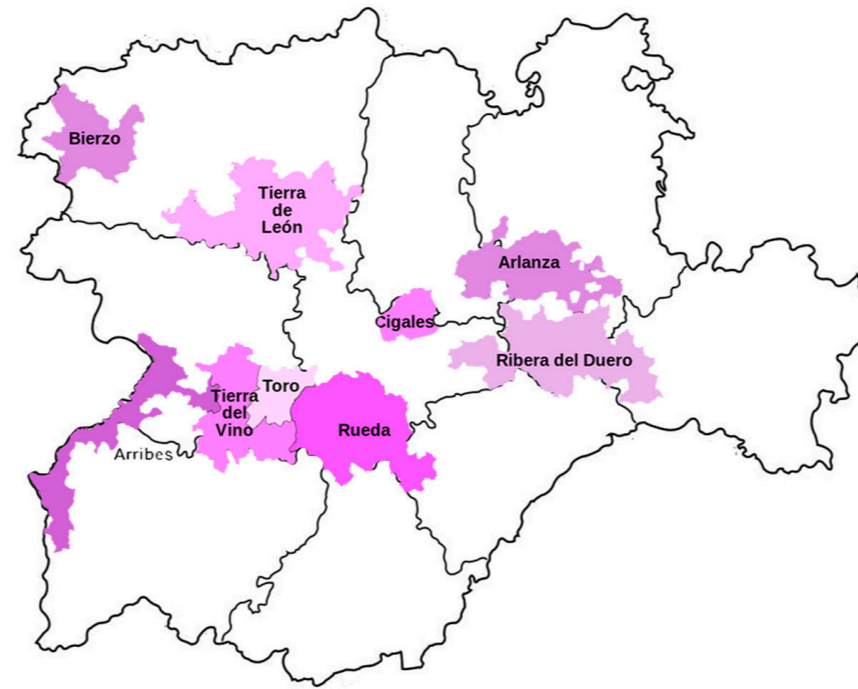 Bierzo
Tierra
de
León
Arlanza
Cigales
Ribera del Duero
Toro
Tierra
del
Vino
Rueda
Arribes